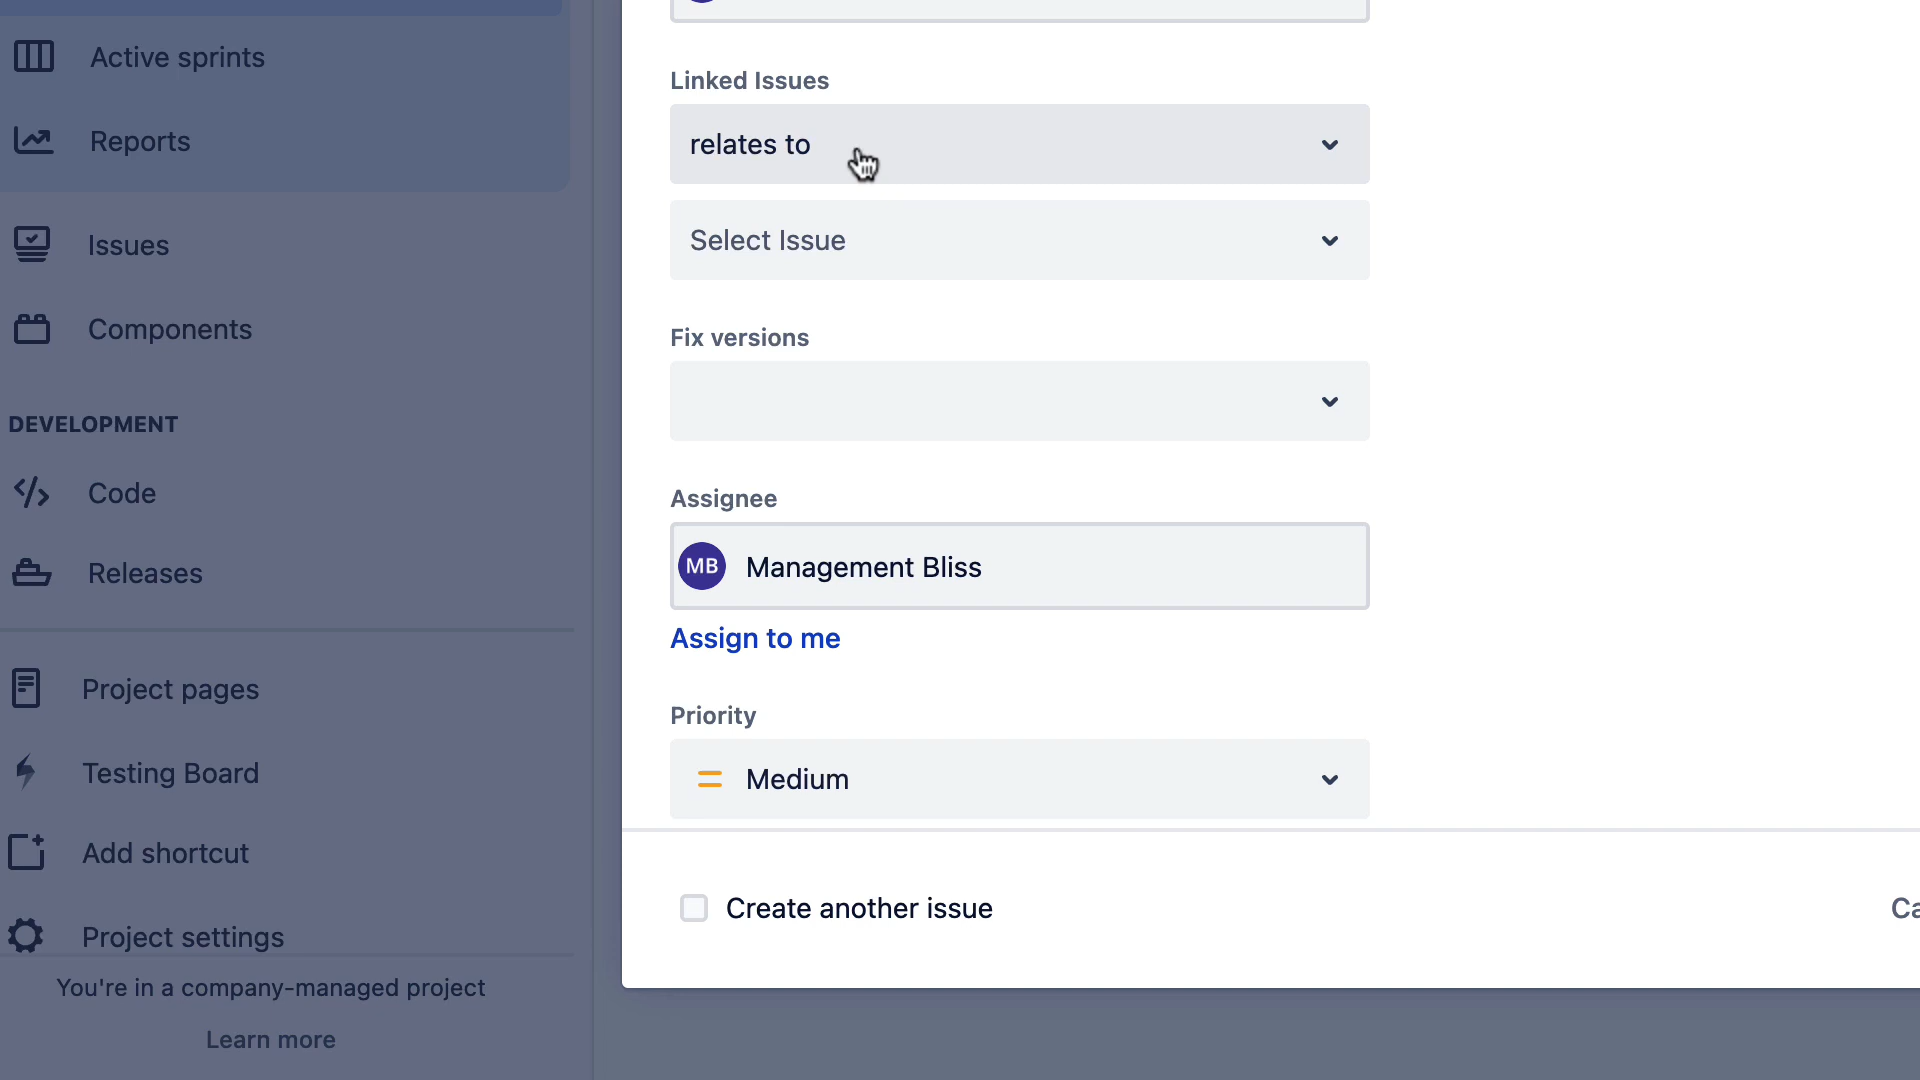 Active sprints
Reports
Issues
Components
DEVELOPMENT
Code
Releases
Project pages
Testing Board
Add shortcut
Project settings
You're in a company-managed project
Learn more
Linked Issues
relates to
Select Issue
Fix versions
Assignee
MB Management Bliss
Assign to me
Priority
Medium
Create another issue
Ca